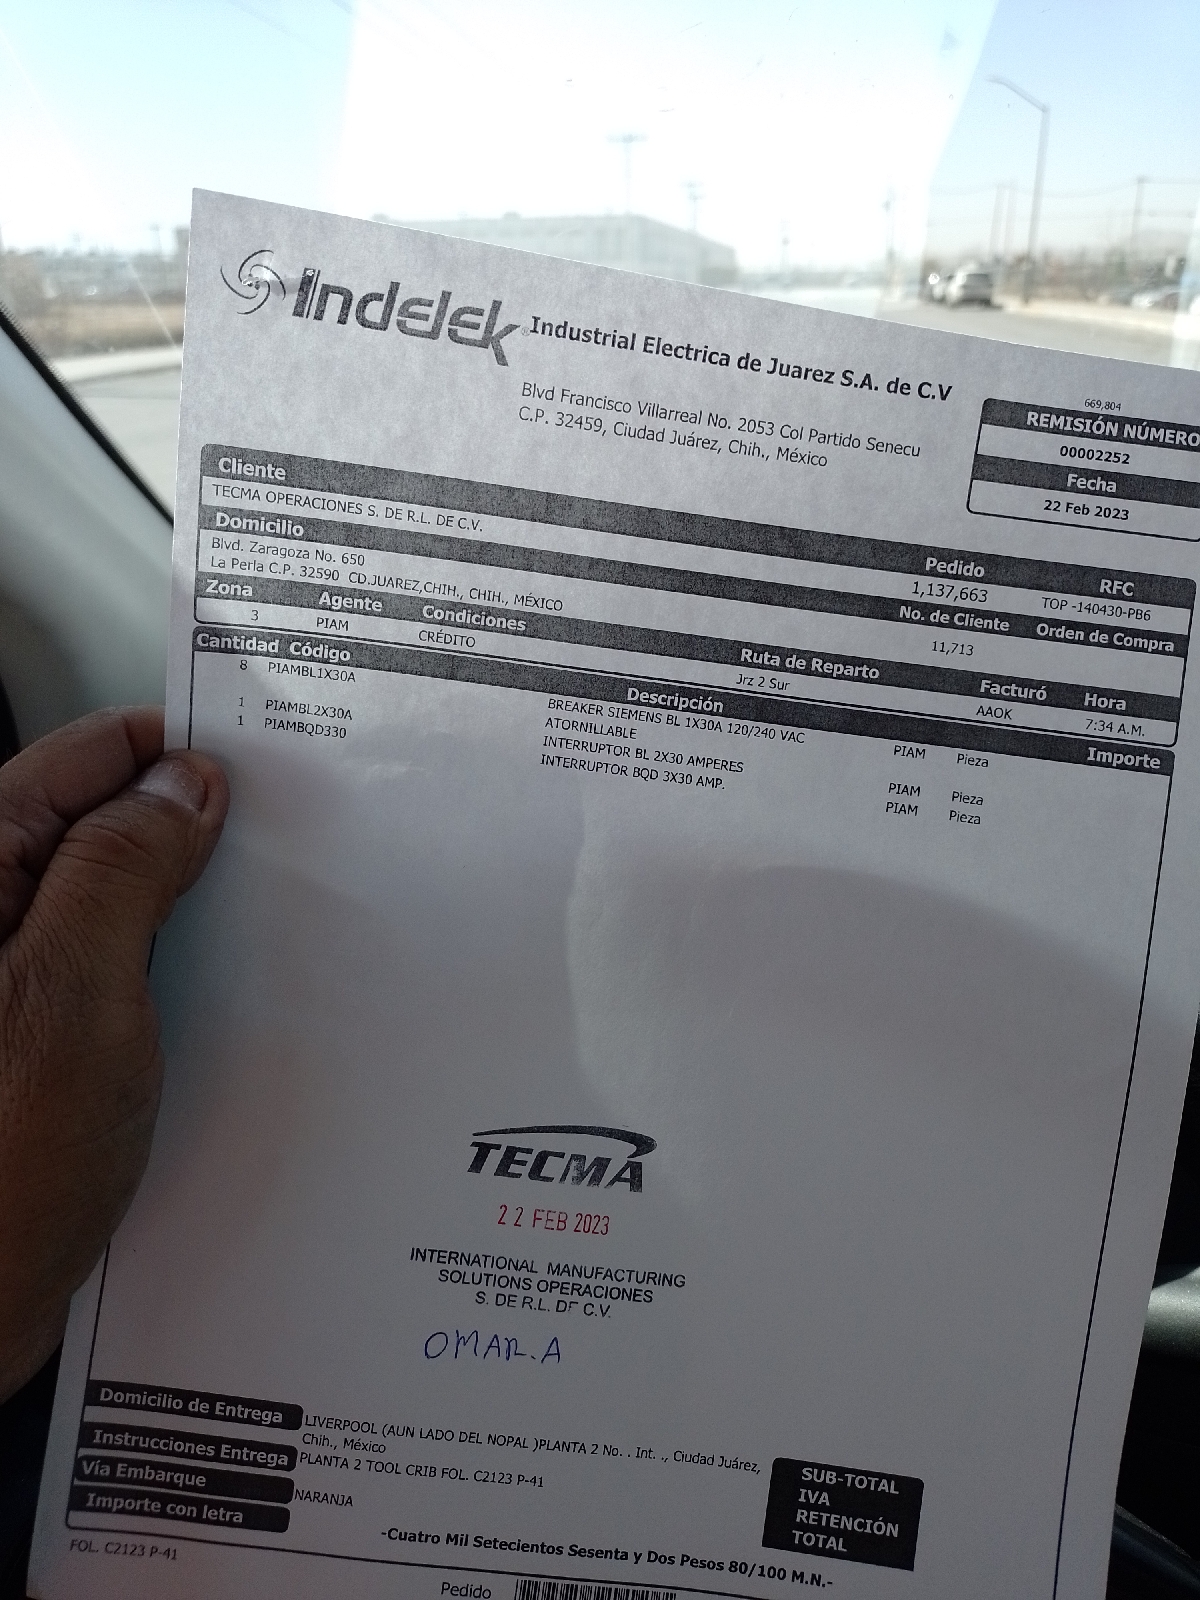 Indelek
Industrial Electrica de Juarez S.A. de C.V
Blvd Francisco Villarreal No. 2053 Col Partido Senecu
C.P. 32459, Ciudad Juárez, Chih., México
669,804
REMISIÓN NÚMERO
00002252
Fecha
22 Feb 2023
Cliente
TECMA OPERACIONES S. DE R.L. DE C.V.
Pedido
1,137,663
RFC
TOP -140430-PB6
Domicilio
Blvd. Zaragoza No. 650
La Perla C.P. 32590 CD.JUAREZ,CHIH., CHIH., MÉXICO
No. de Cliente
11,713
Orden de Compra
Zona
3
Agente
PIAM
Condiciones
CRÉDITO
Ruta de Reparto
Jrz 2 Sur
Facturó
AAOK
Hora
7:34 A.M.
Cantidad Código Descripción Importe
8 PIAMBL1X30A BREAKER SIEMENS BL 1X30A 120/240 VAC PIAM Pieza
ATORNILLABLE
1 PIAMBL2X30A INTERRUPTOR BL 2X30 AMPERES PIAM Pieza
1 PIAMBQD330 INTERRUPTOR BQD 3X30 AMP. PIAM Pieza
TECMA
22 FEB 2023
INTERNATIONAL MANUFACTURING
SOLUTIONS OPERACIONES
S. DE R.L. DE C.V.
OMAR.A
Domicilio de Entrega
LIVERPOOL (AUN LADO DEL NOPAL )PLANTA 2 No. . Int. ., Ciudad Juárez,
Chih., México
Instrucciones Entrega
PLANTA 2 TOOL CRIB FOL. C2123 P-41
Vía Embarque
NARANJA
Importe con letra
-Cuatro Mil Setecientos Sesenta y Dos Pesos 80/100 M.N.-
SUB-TOTAL
IVA
RETENCIÓN
TOTAL
FOL. C2123 P-41
Pedido